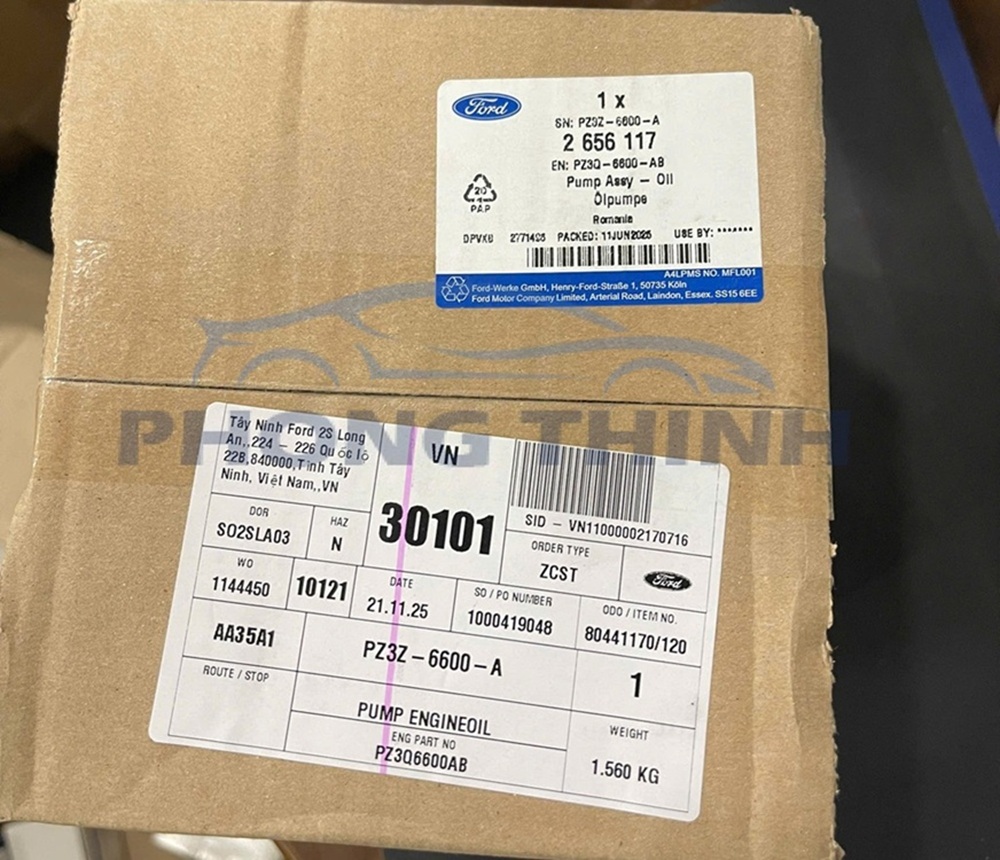 Ford
1 x
SN: PZ3Z-6600-A
2 656 117
EN: PZ3Q-6600-AB
Pump Assy - Oil
Ölpumpe
Romania
20
PAP
PACKED: 11JUN2025 USE BY: *******
A4LPMS NO. MFL001
Ford-Werke GmbH, Henry-Ford-Straße 1, 50735 Köln
Ford Motor Company Limited, Arterial Road, Laindon, Essex. SS15 6EE
PHONG THỊNH
Tây Ninh Ford 2S Long
An,,224 - 226 Quốc lộ
22B,840000,Tỉnh Tây
Ninh, Việt Nam,,VN
VN
SID - VN11000002170716
DOR
SO2SLA03
HAZ
N
30101
ORDER TYPE
ZCST
Ford
WO
1144450
10121
DATE
21.11.25
SO / PO NUMBER
1000419048
ODO / ITEM NO.
80441170/120
AA35A1
PZ3Z-6600-A
1
ROUTE / STOP
PUMP ENGINEOIL
ENG PART NO
PZ3Q6600AB
WEIGHT
1.560 KG